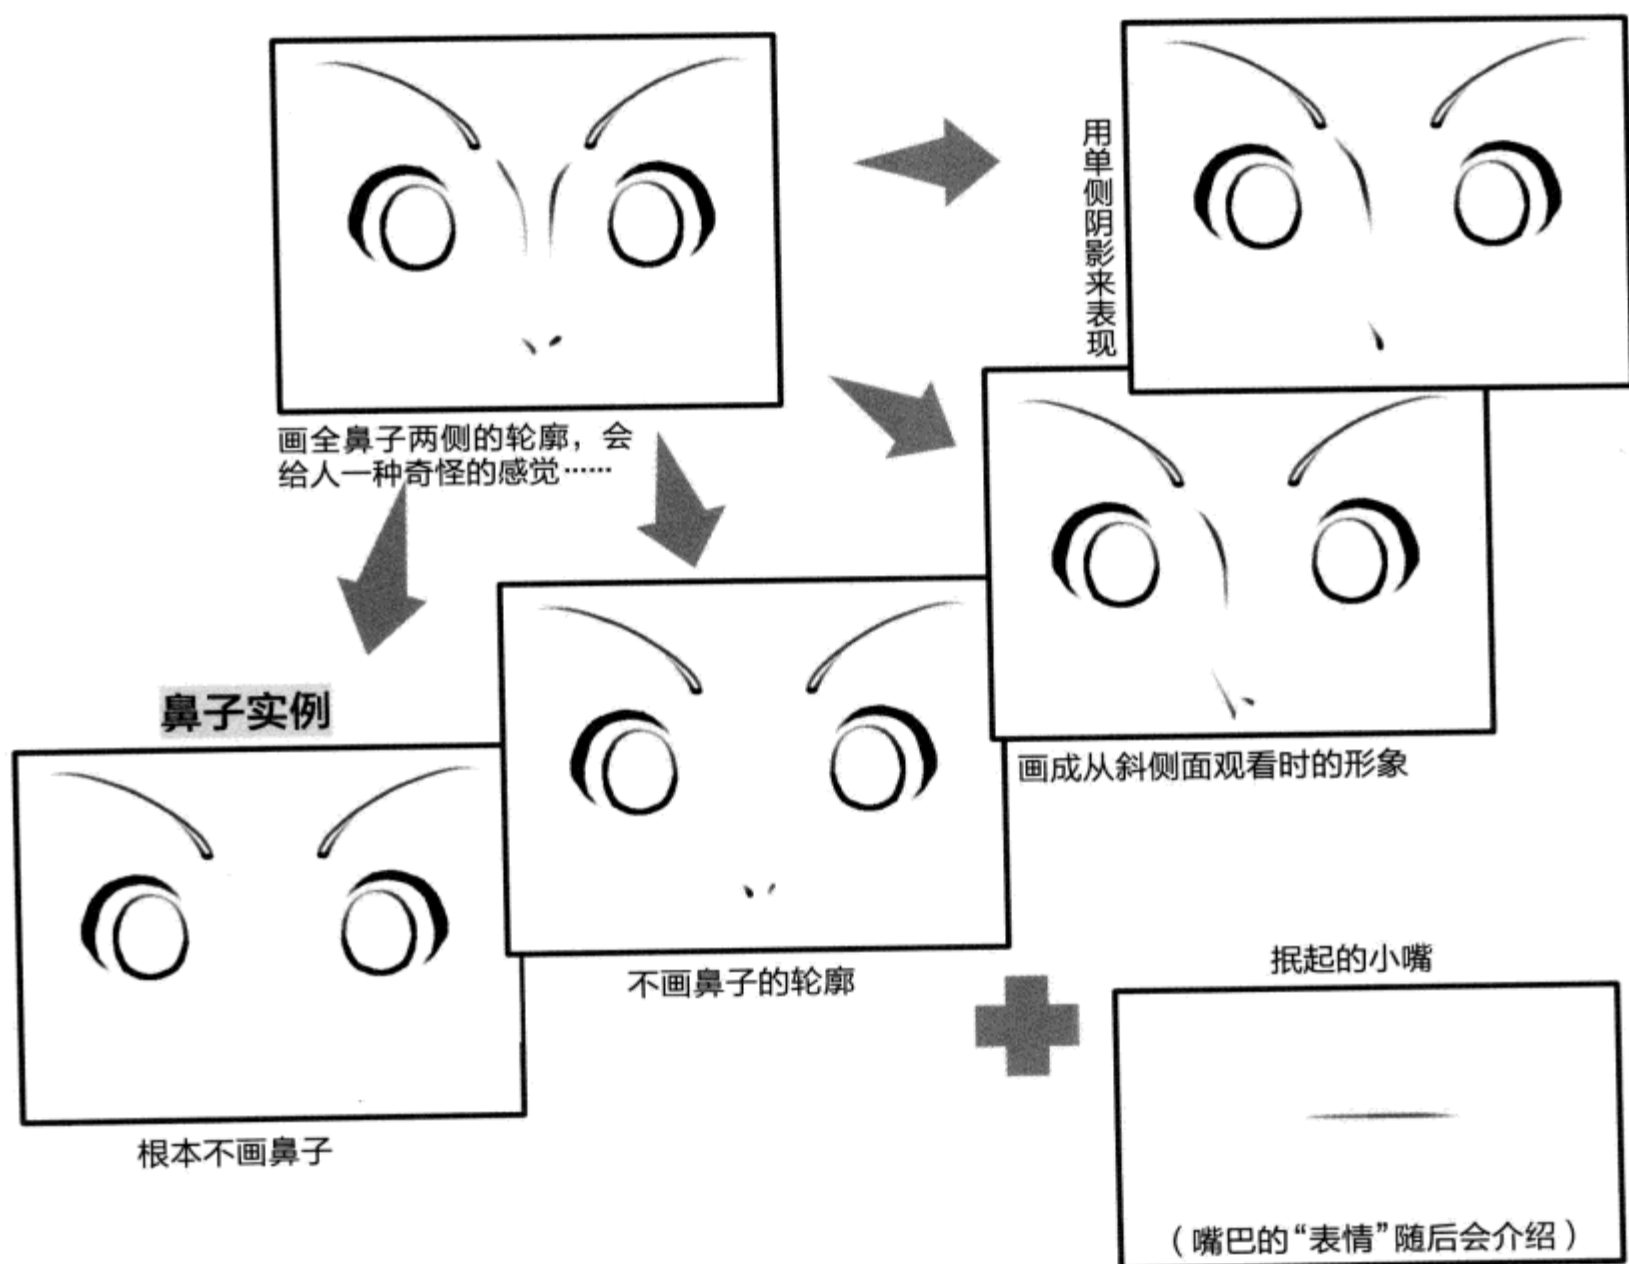 用单侧阴影来表现
画全鼻子两侧的轮廓，会
给人一种奇怪的感觉……
鼻子实例
画成从斜侧面观看时的形象
不画鼻子的轮廓
抿起的小嘴
根本不画鼻子
（嘴巴的“表情”随后会介绍）